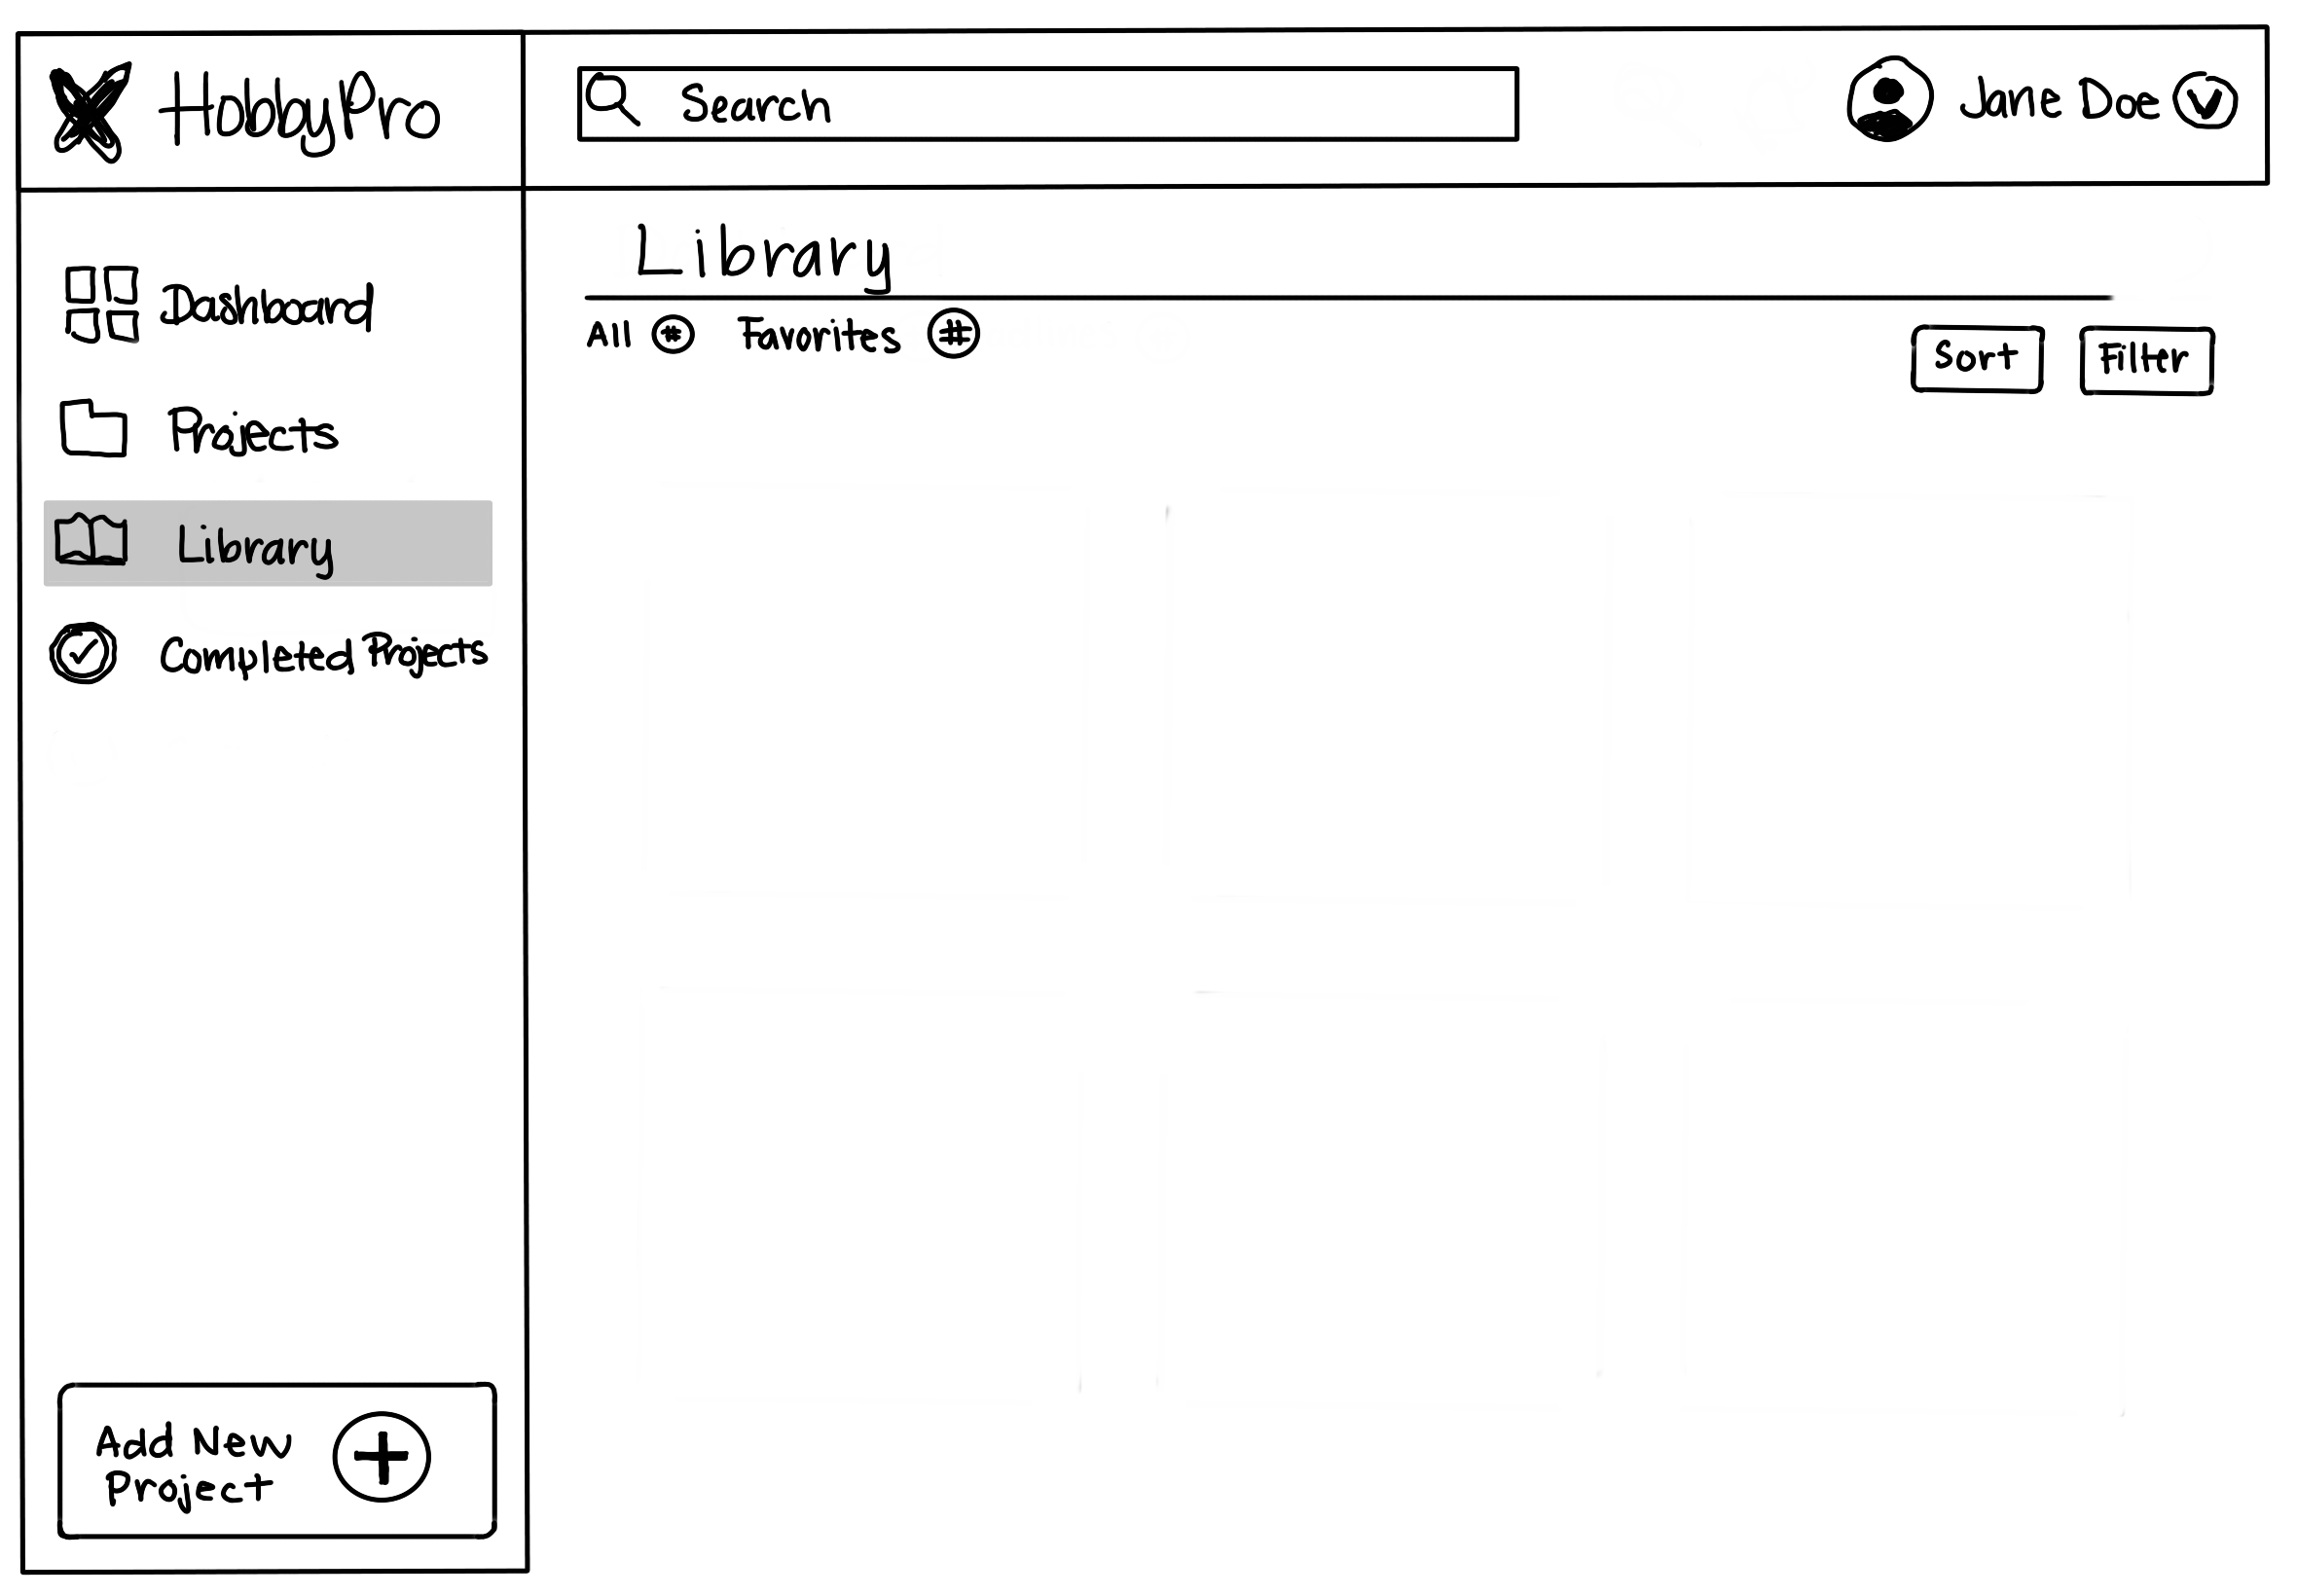 HobbyPro
Search
Jane Doe
Library
All # Favorites #
Sort Filter
Dashboard
Projects
Library
Completed Projects
Add New
Project